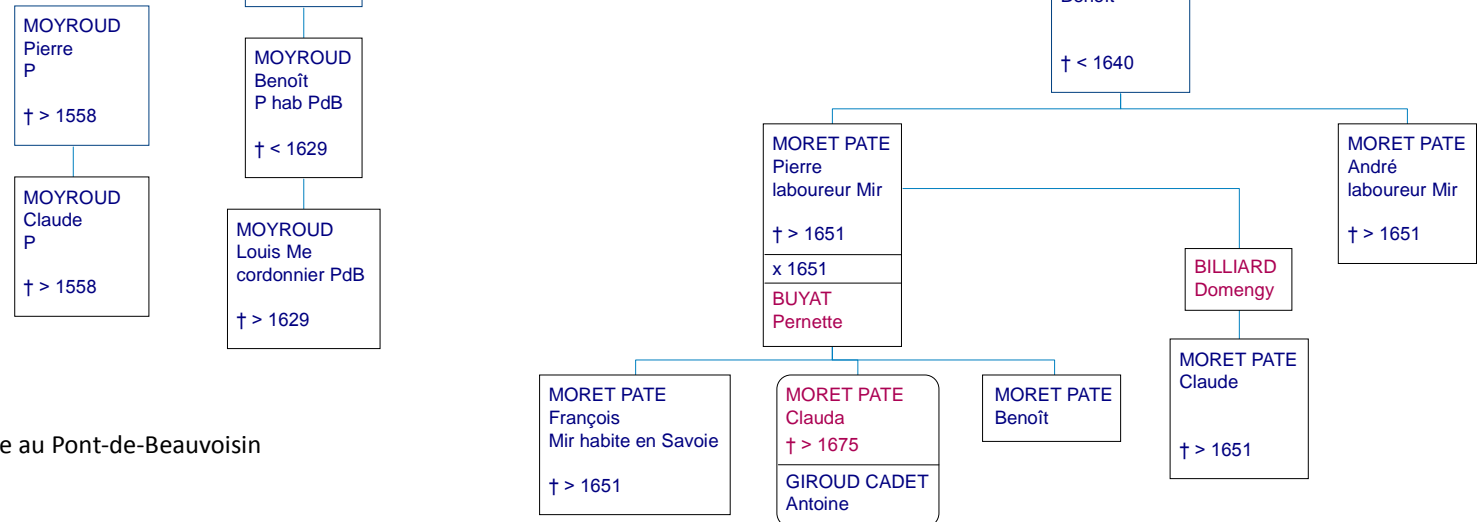 MOYROUD
Pierre
P
† > 1558
MOYROUD
Claude
P
† > 1558
MOYROUD
Benoît
P hab PdB
† < 1629
MOYROUD
Louis Me
cordonnier PdB
† > 1629
e au Pont-de-Beauvoisin
Benoît
† < 1640
MORET PATE
Pierre
laboureur Mir
† > 1651
x 1651
BUYAT
Pernette
MORET PATE
André
laboureur Mir
† > 1651
BILLIARD
Domengy
MORET PATE
François
Mir habite en Savoie
† > 1651
MORET PATE
Clauda
† > 1675
GIROUD CADET
Antoine
MORET PATE
Benoît
MORET PATE
Claude
† > 1651